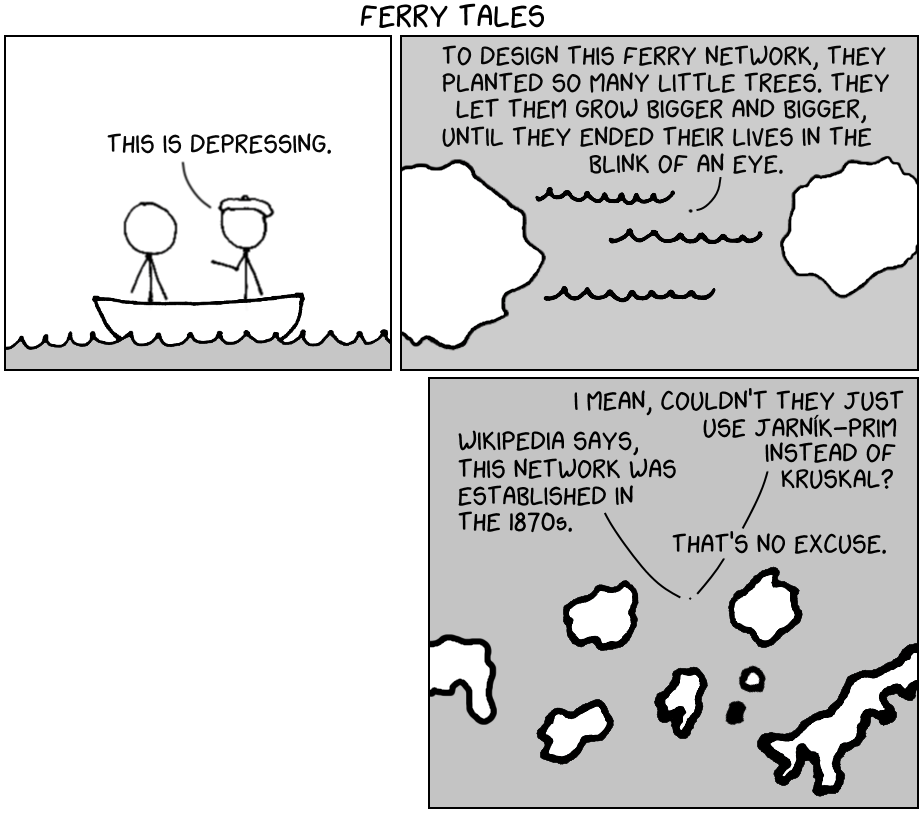 FERRY TALES
THIS IS DEPRESSING.
TO DESIGN THIS FERRY NETWORK, THEY
PLANTED SO MANY LITTLE TREES. THEY
LET THEM GROW BIGGER AND BIGGER,
UNTIL THEY ENDED THEIR LIVES IN THE
BLINK OF AN EYE.
I MEAN, COULDN'T THEY JUST
USE JARNÍK–PRIM
INSTEAD OF
KRUSKAL?
WIKIPEDIA SAYS,
THIS NETWORK WAS
ESTABLISHED IN
THE 1870s.
THAT'S NO EXCUSE.